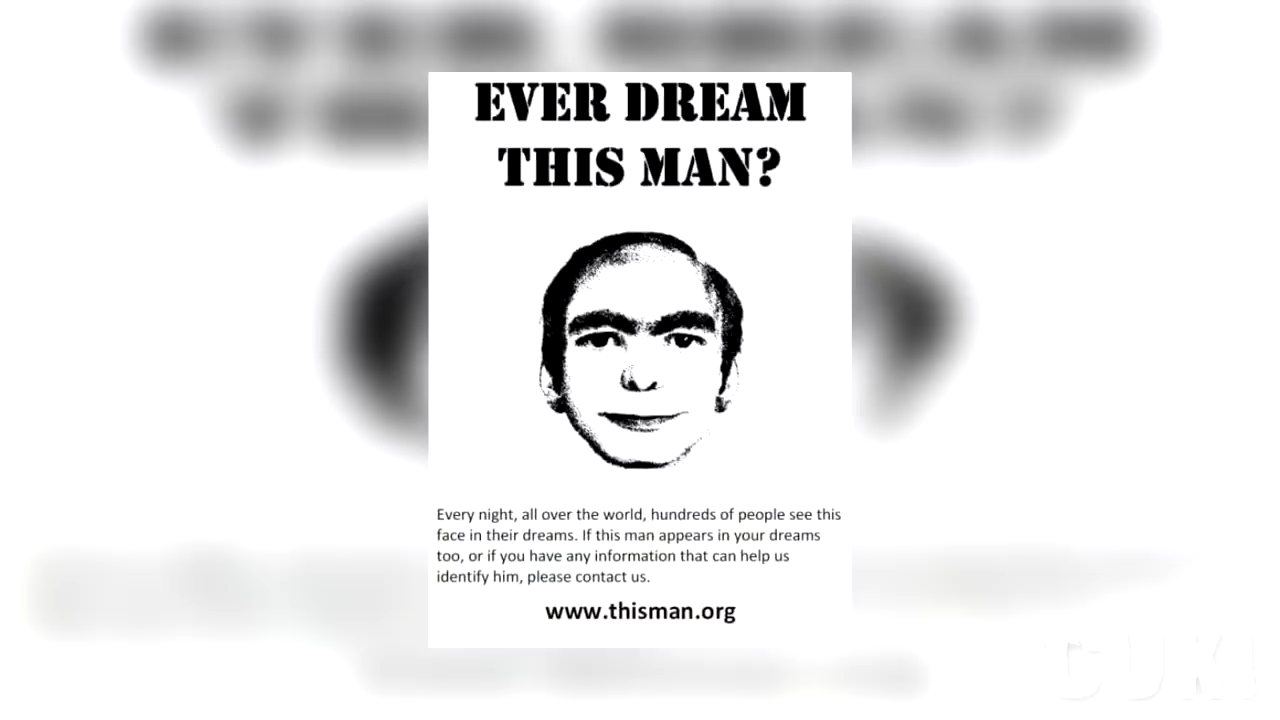 EVER DREAM
THIS MAN?
Every night, all over the world, hundreds of people see this
face in their dreams. If this man appears in your dreams
too, or if you have any information that can help us
identify him, please contact us.
www.thisman.org